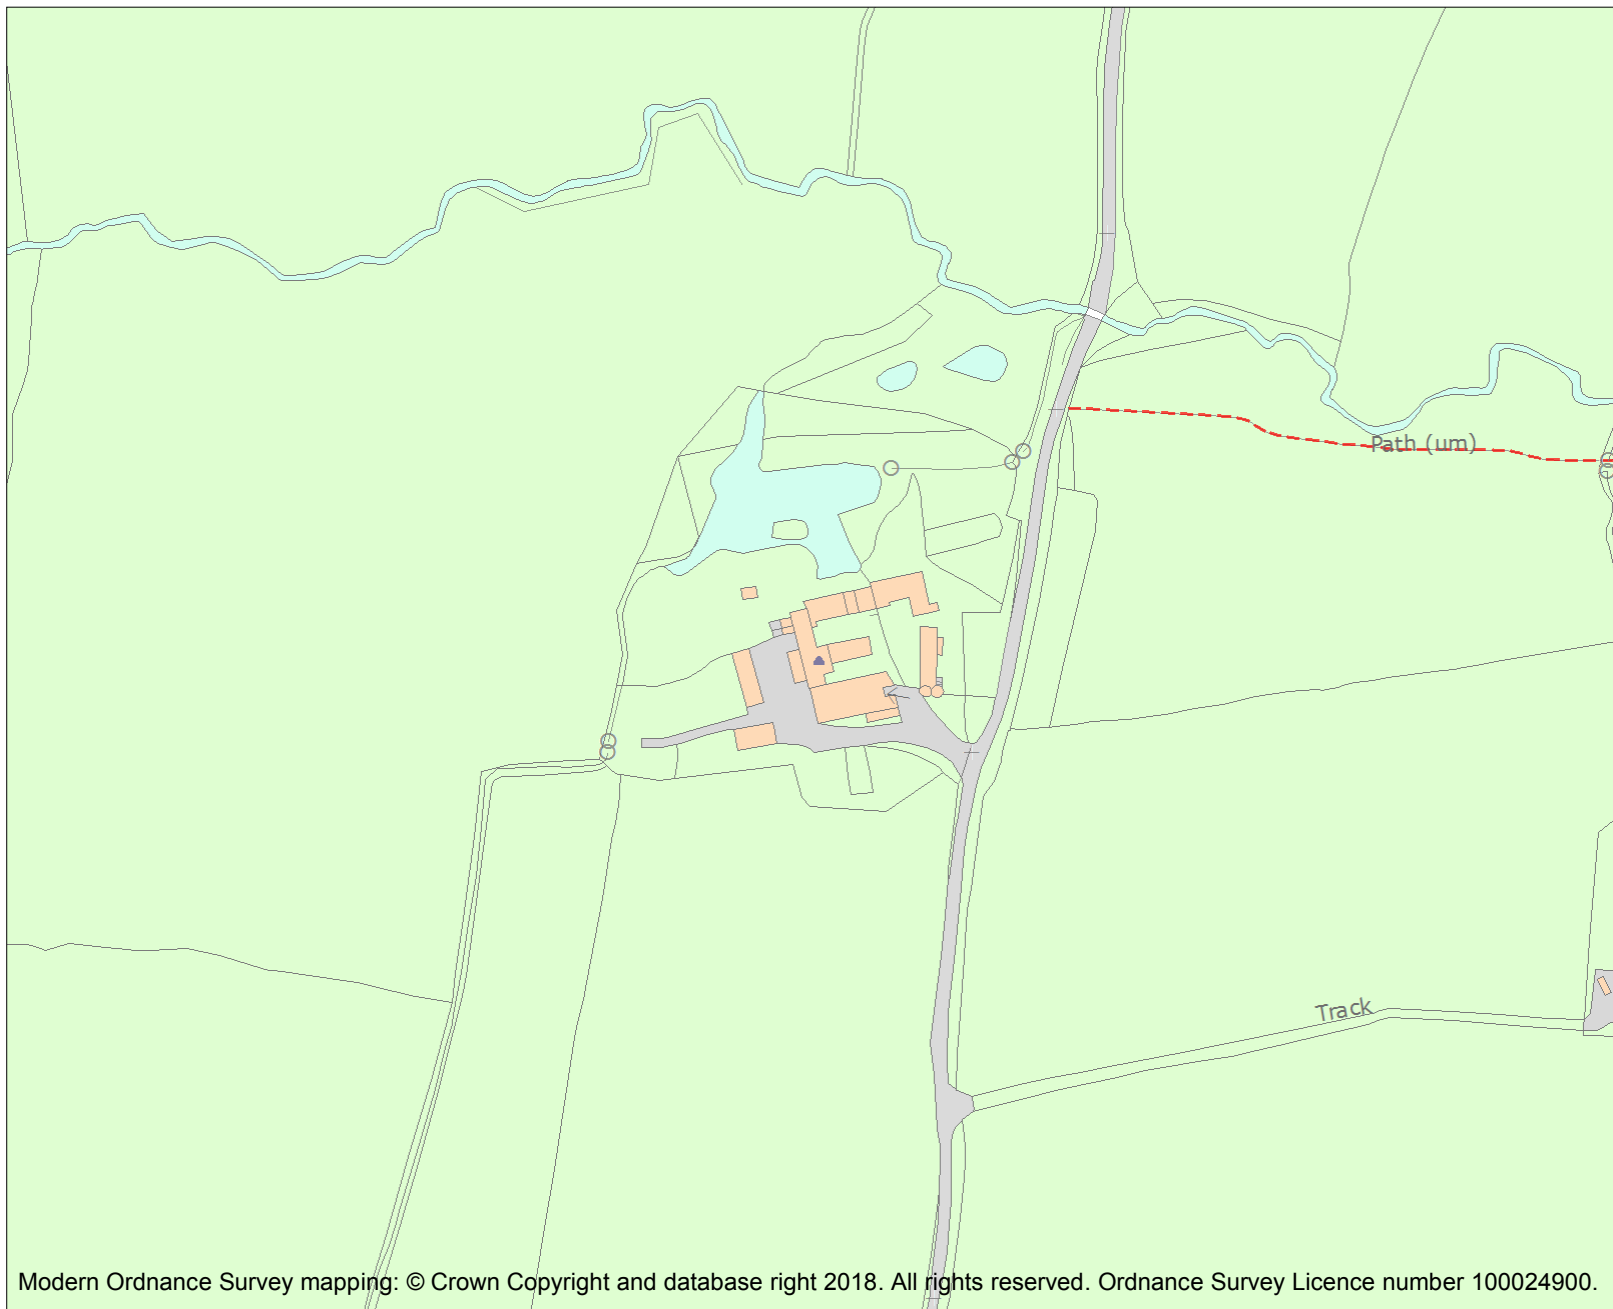 Path (um)
Track
Modern Ordnance Survey mapping: © Crown Copyright and database right 2018. All rights reserved. Ordnance Survey Licence number 100024900.